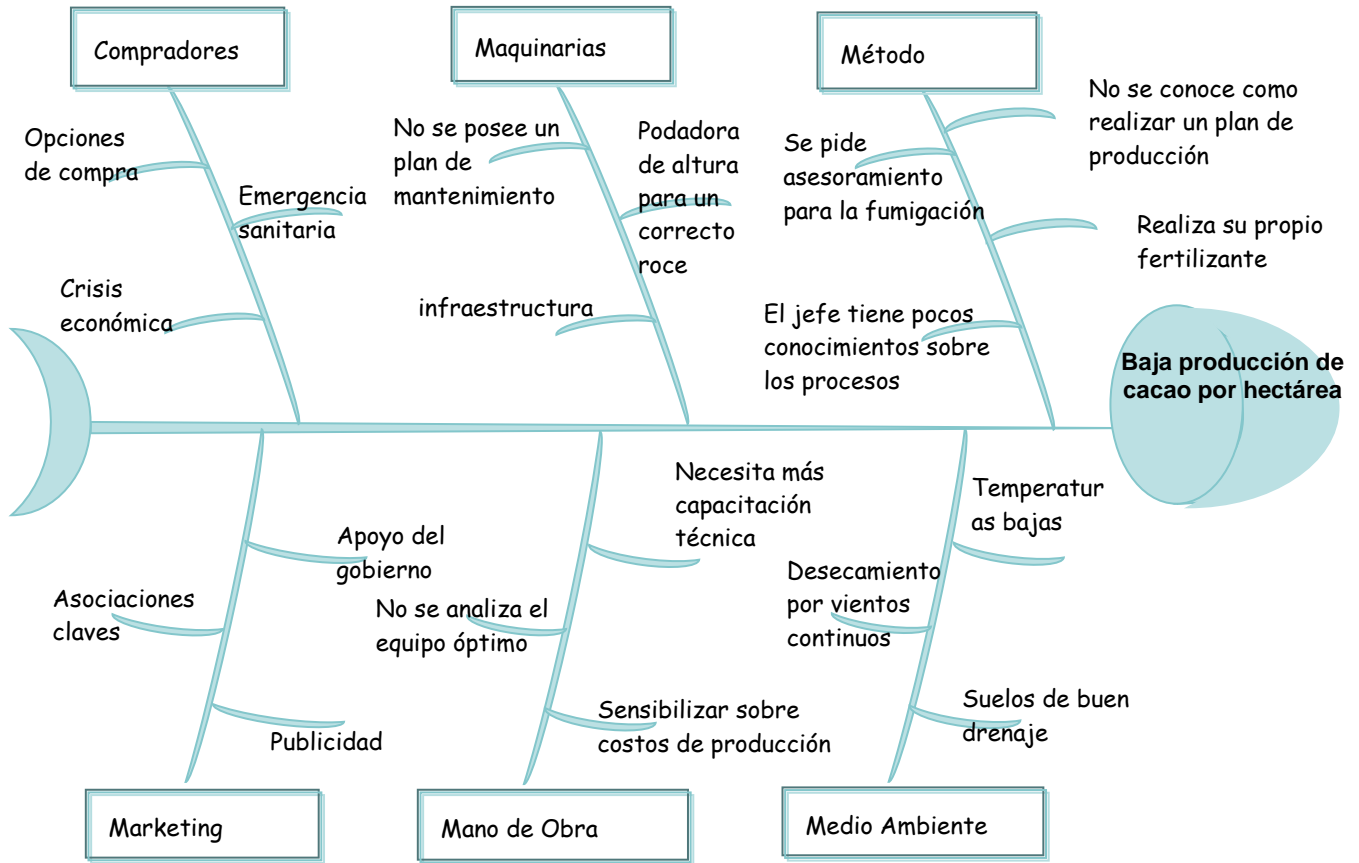 Compradores
Maquinarias
Método
Opciones
de compra
Emergencia
sanitaria
Crisis
económica
No se posee un
plan de
mantenimiento
Podadora
de altura
para un
correcto
roce
infraestructura
Se pide
asesoramiento
para la fumigación
No se conoce como
realizar un plan de
producción
Realiza su propio
fertilizante
El jefe tiene pocos
conocimientos sobre
los procesos
Baja producción de
cacao por hectárea
Apoyo del
gobierno
Asociaciones
claves
Publicidad
Necesita más
capacitación
técnica
No se analiza el
equipo óptimo
Sensibilizar sobre
costos de producción
Temperatur
as bajas
Desecamiento
por vientos
continuos
Suelos de buen
drenaje
Marketing
Mano de Obra
Medio Ambiente